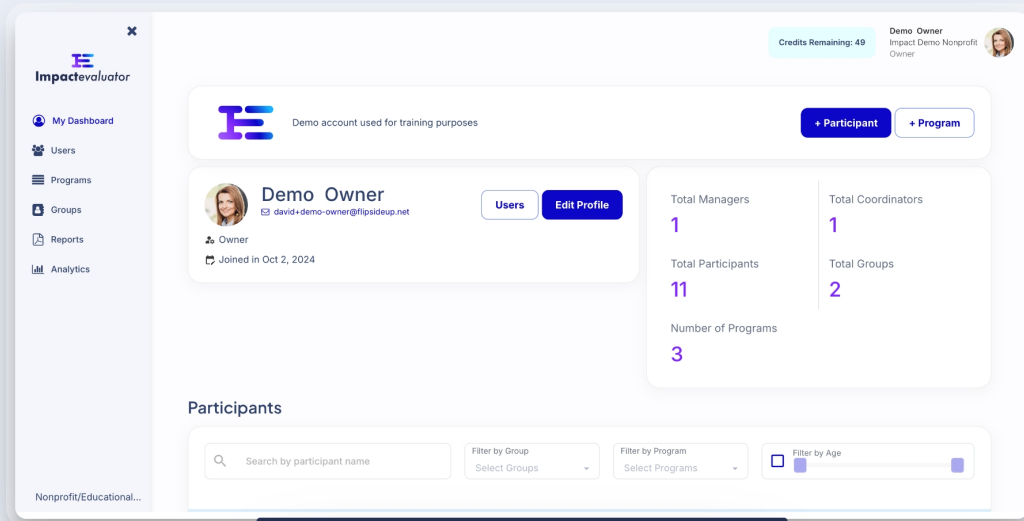 Impactevaluator
My Dashboard
Users
Programs
Groups
Reports
Analytics
Nonprofit/Educational...
Credits Remaining: 49
Demo Owner
Impact Demo Nonprofit
Owner
Demo account used for training purposes
+ Participant
+ Program
Demo Owner
david+demo-owner@flipsideup.net
Users
Edit Profile
Owner
Joined in Oct 2, 2024
Total Managers
1
Total Coordinators
1
Total Participants
11
Total Groups
2
Number of Programs
3
Participants
Search by participant name
Filter by Group
Select Groups
Filter by Program
Select Programs
Filter by Age